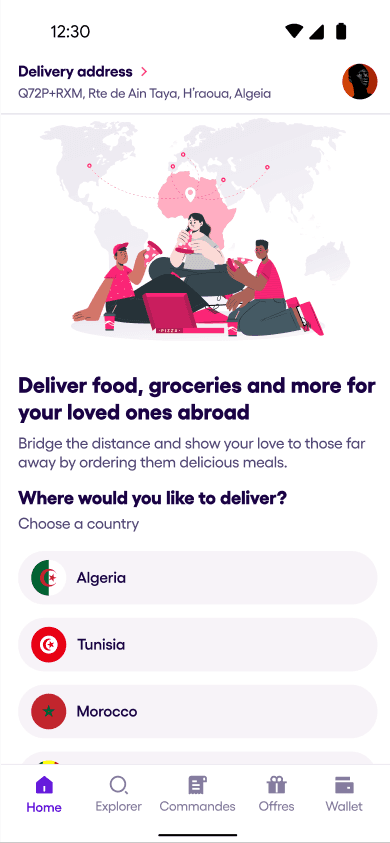 12:30
Delivery address
Q72P+RXM, Rte de Ain Taya, H'raoua, Algeia
PIZZA
Deliver food, groceries and more for
your loved ones abroad
Bridge the distance and show your love to those far
away by ordering them delicious meals.
Where would you like to deliver?
Choose a country
Algeria
Tunisia
Morocco
Home Explorer Commandes Offres Wallet